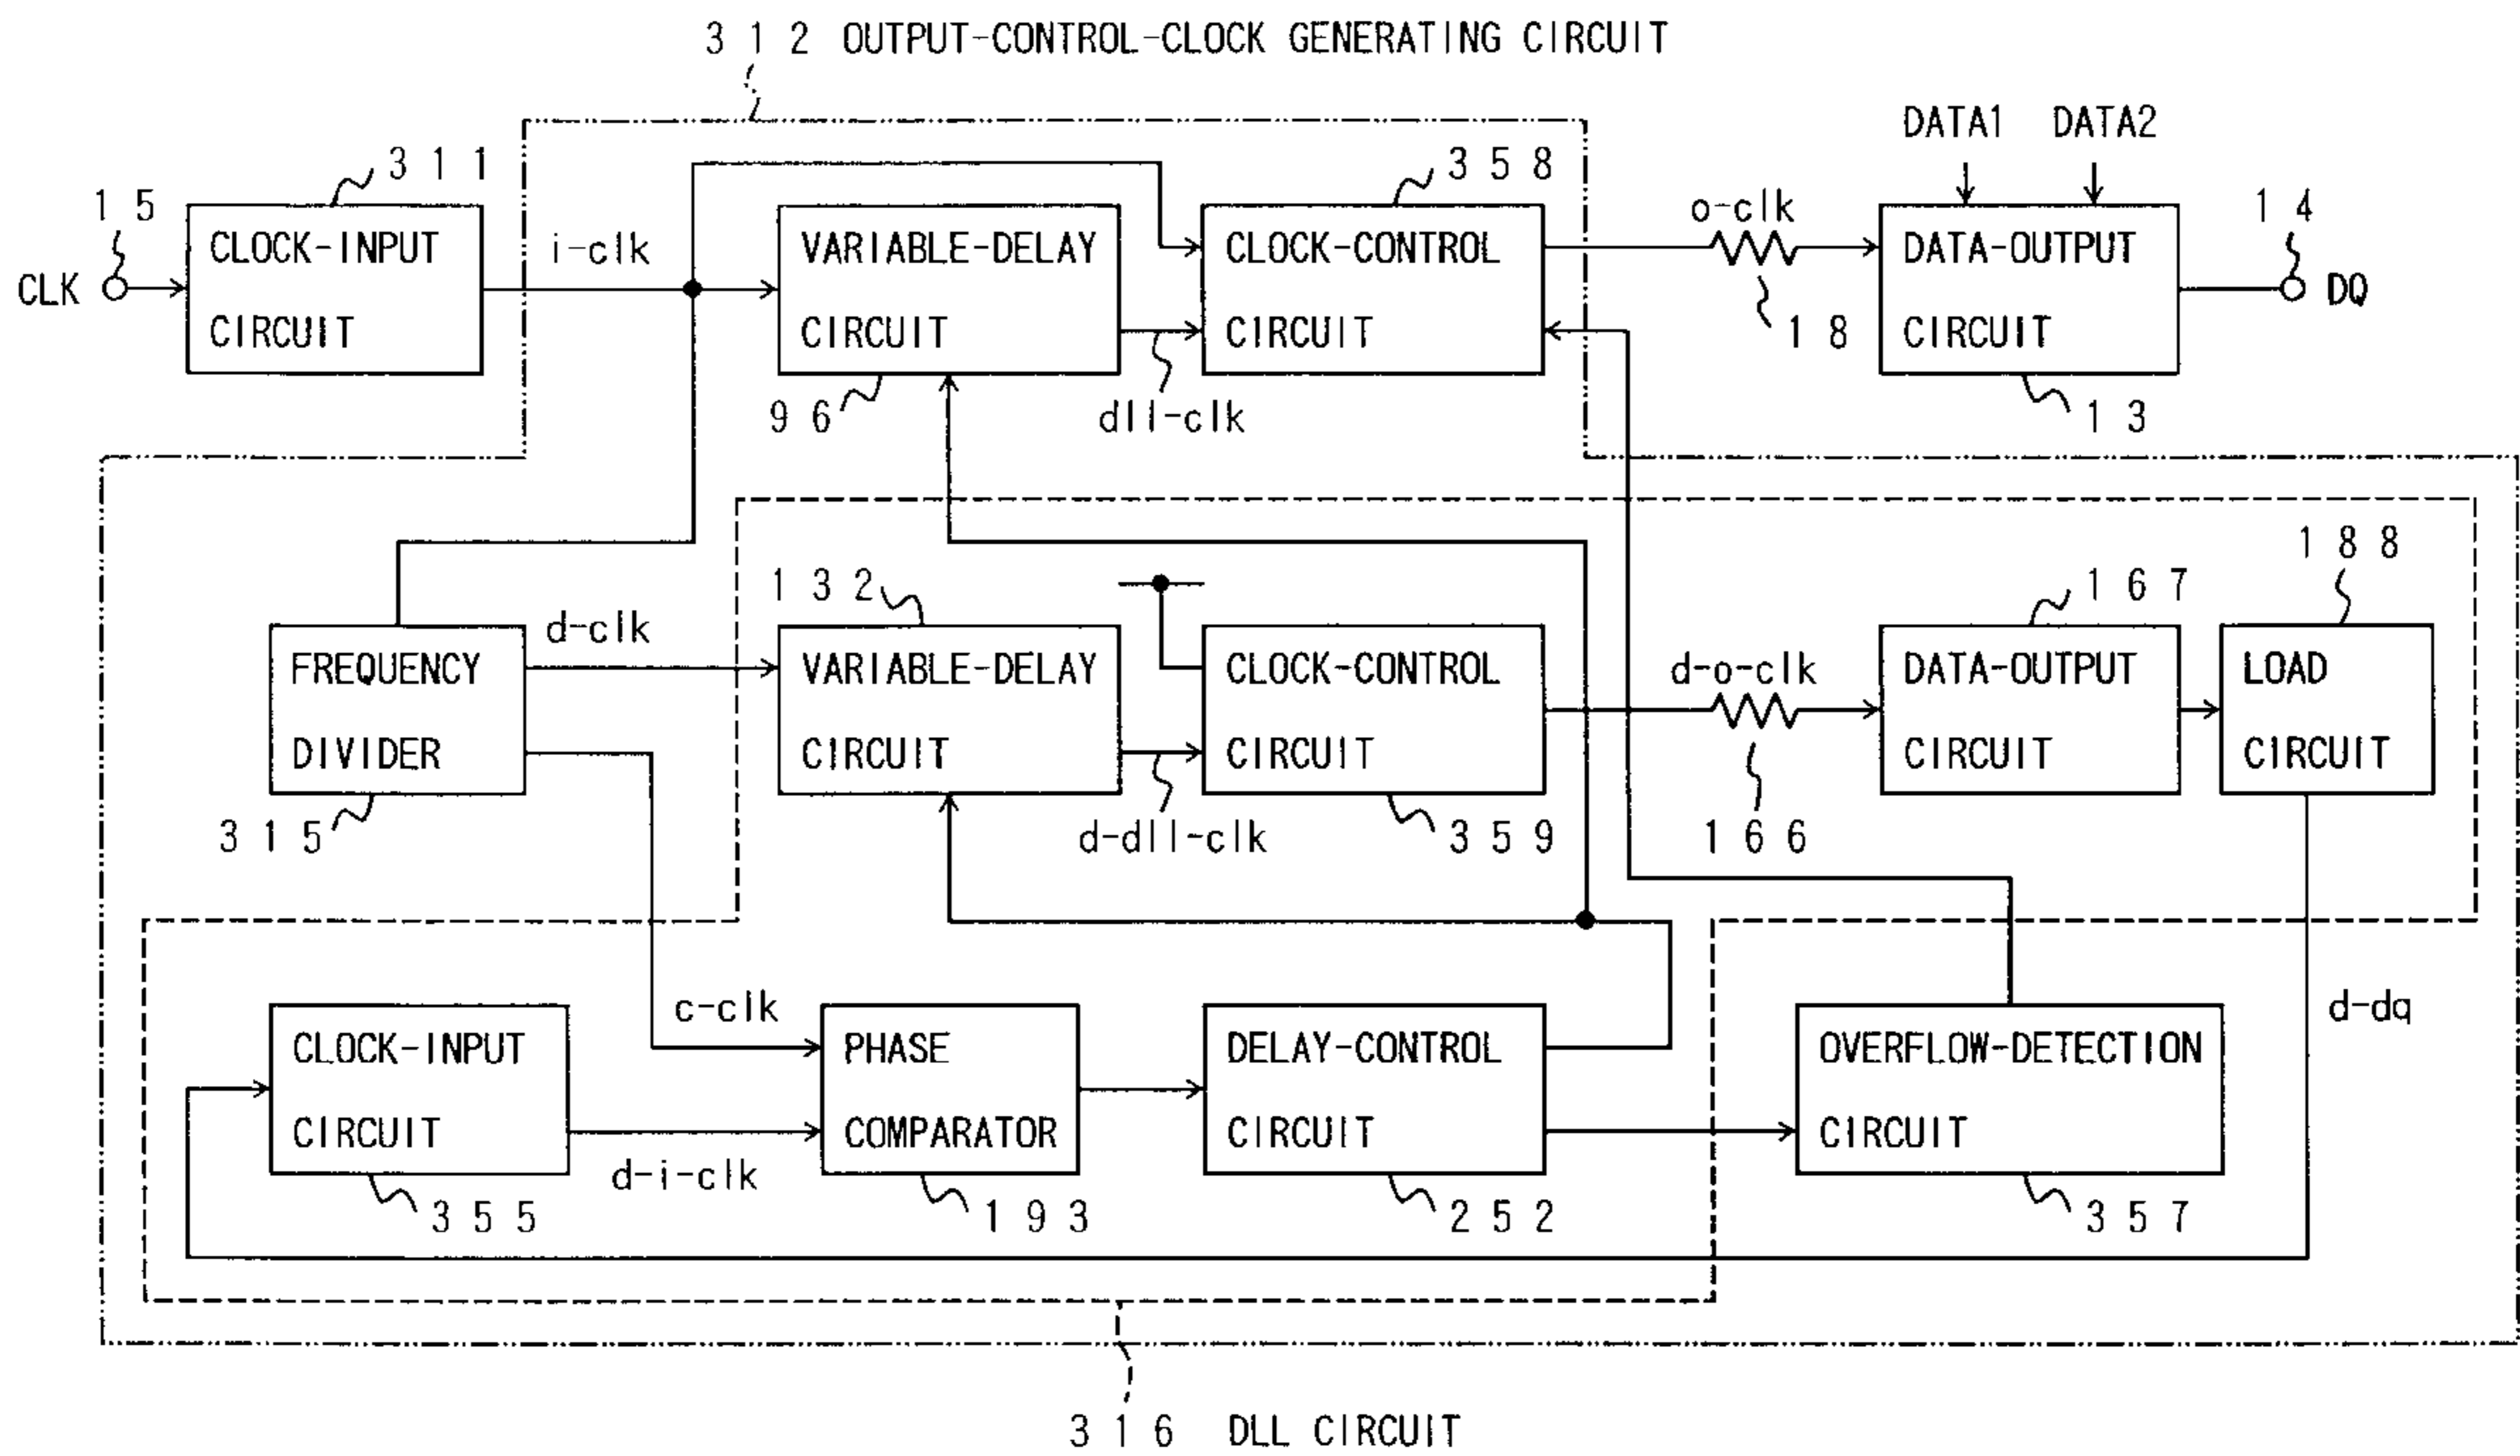 312 OUTPUT-CONTROL-CLOCK GENERATING CIRCUIT
DATA1 DATA2
311
358
15
14
CLK
CLOCK-INPUT
CIRCUIT
i-clk
VARIABLE-DELAY
CIRCUIT
CLOCK-CONTROL
CIRCUIT
o-clk
DATA-OUTPUT
CIRCUIT
DQ
18
96
dll-clk
13
188
132
167
d-clk
FREQUENCY
DIVIDER
VARIABLE-DELAY
CIRCUIT
CLOCK-CONTROL
CIRCUIT
d-o-clk
DATA-OUTPUT
CIRCUIT
LOAD
CIRCUIT
315
d-dll-clk
359
166
c-clk
d-dq
CLOCK-INPUT
CIRCUIT
PHASE
COMPARATOR
DELAY-CONTROL
CIRCUIT
OVERFLOW-DETECTION
CIRCUIT
d-i-clk
355
193
252
357
316 DLL CIRCUIT